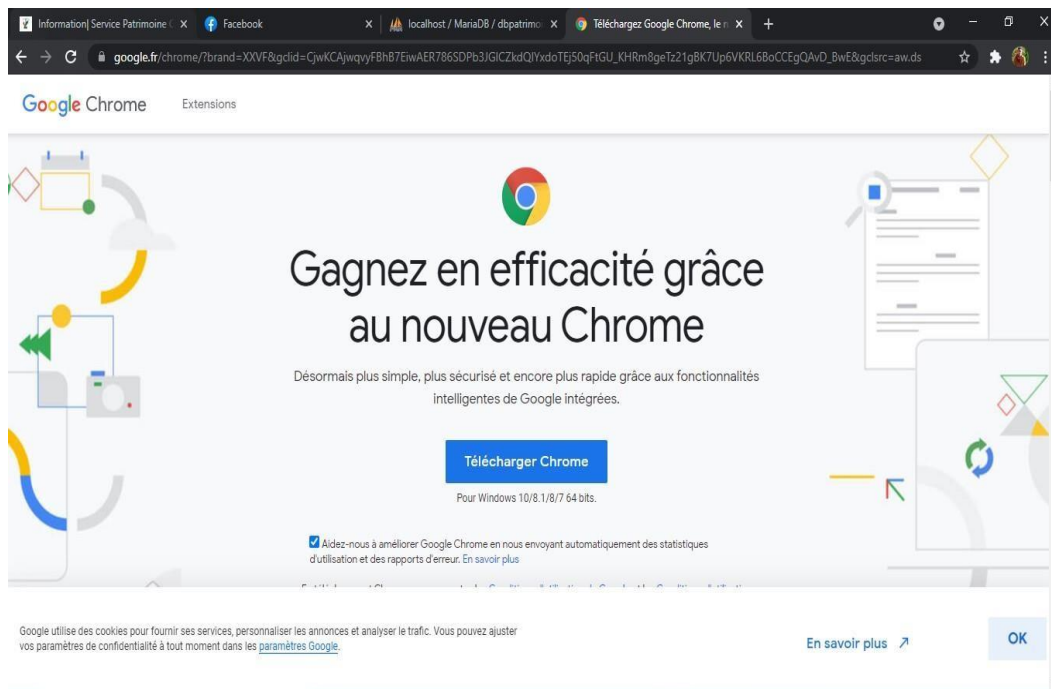 Information| Service Patrimoine
Facebook
localhost / MariaDB / dbpatrimo
Téléchargez Google Chrome, le n
google.fr/chrome/?brand=XXVF&gclid=
Google Chrome
Extensions
Gagnez en efficacité grâce
au nouveau Chrome
Désormais plus simple, plus sécurisé et encore plus rapide grâce aux fonctionnalités
intelligentes de Google intégrées.
Télécharger Chrome
Pour Windows 10/8.1/8/7 64 bits.
Aidez-nous à améliorer Google Chrome en nous envoyant automatiquement des statistiques
d'utilisation et des rapports d'erreur. En savoir plus
Google utilise des cookies pour fournir ses services, personnaliser les annonces et analyser le trafic. Vous pouvez ajuster
vos paramètres de confidentialité à tout moment dans les paramètres Google.
En savoir plus
OK